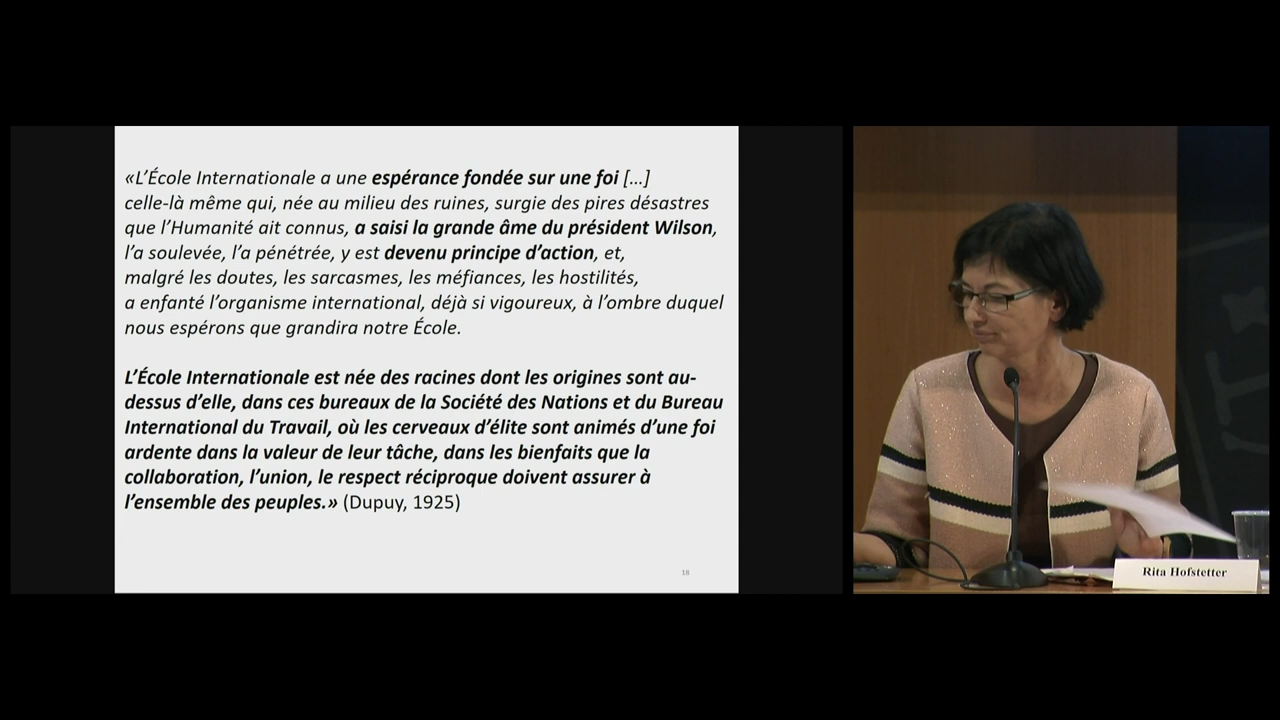 «L’École Internationale a une espérance fondée sur une foi […]
celle-là même qui, née au milieu des ruines, surgie des pires désastres
que l’Humanité ait connus, a saisi la grande âme du président Wilson,
l’a soulevée, l’a pénétrée, y est devenu principe d’action, et,
malgré les doutes, les sarcasmes, les méfiances, les hostilités,
a enfanté l’organisme international, déjà si vigoureux, à l’ombre duquel
nous espérons que grandira notre École.
L’École Internationale est née des racines dont les origines sont au-
dessus d’elle, dans ces bureaux de la Société des Nations et du Bureau
International du Travail, où les cerveaux d’élite sont animés d’une foi
ardente dans la valeur de leur tâche, dans les bienfaits que la
collaboration, l’union, le respect réciproque doivent assurer à
l’ensemble des peuples.» (Dupuy, 1925)
18
Rita Hofstetter